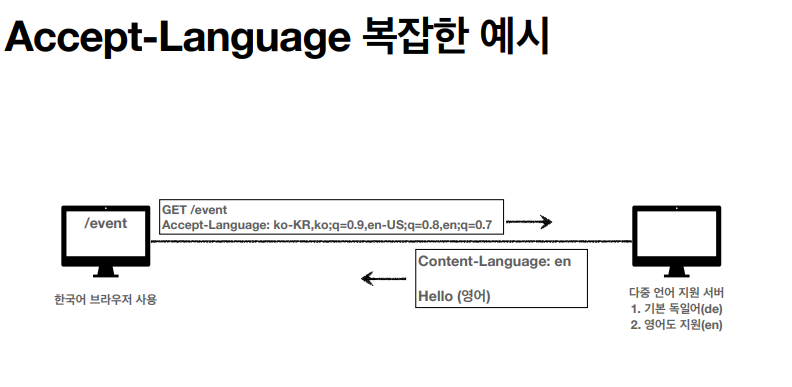 Accept-Language 복잡한 예시
/event
GET /event
Accept-Language: ko-KR,ko;q=0.9,en-US;q=0.8,en;q=0.7
Content-Language: en
Hello (영어)
한국어 브라우저 사용
다중 언어 지원 서버
1. 기본 독일어(de)
2. 영어도 지원(en)